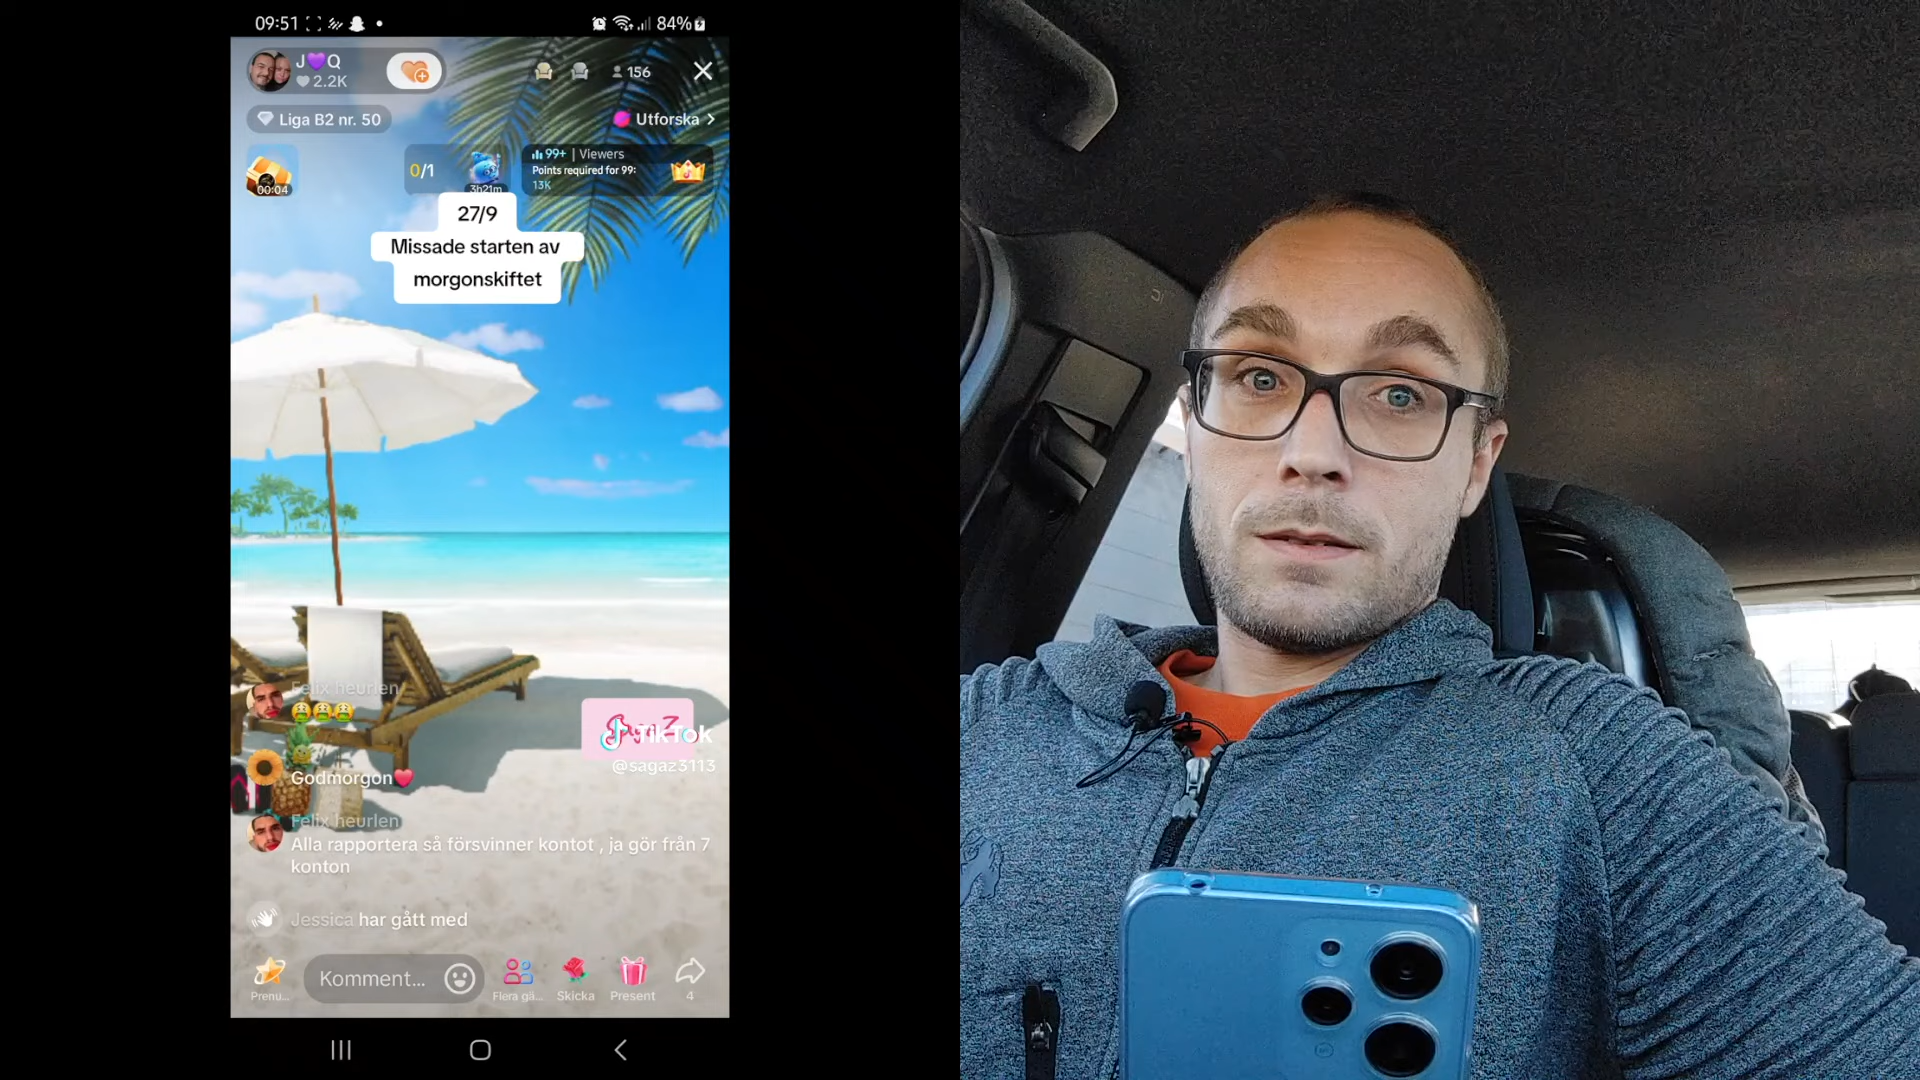 09:51
84%
J💜Q
2.2K
156
Liga B2 nr. 50
Utforska
00:04
0/1
3h21m
99+ | Viewers
Points required for 99:
13K
27/9
Missade starten av
morgonskiftet
Felix heurlen
🤮🤮🤮
TikTok
@sagaz3113
Godmorgon❤️
Felix heurlen
Alla rapportera så försvinner kontot , ja gör från 7
konton
Jessica har gått med
Komment...
Prenu...
Flera gä...
Skicka
Present
4